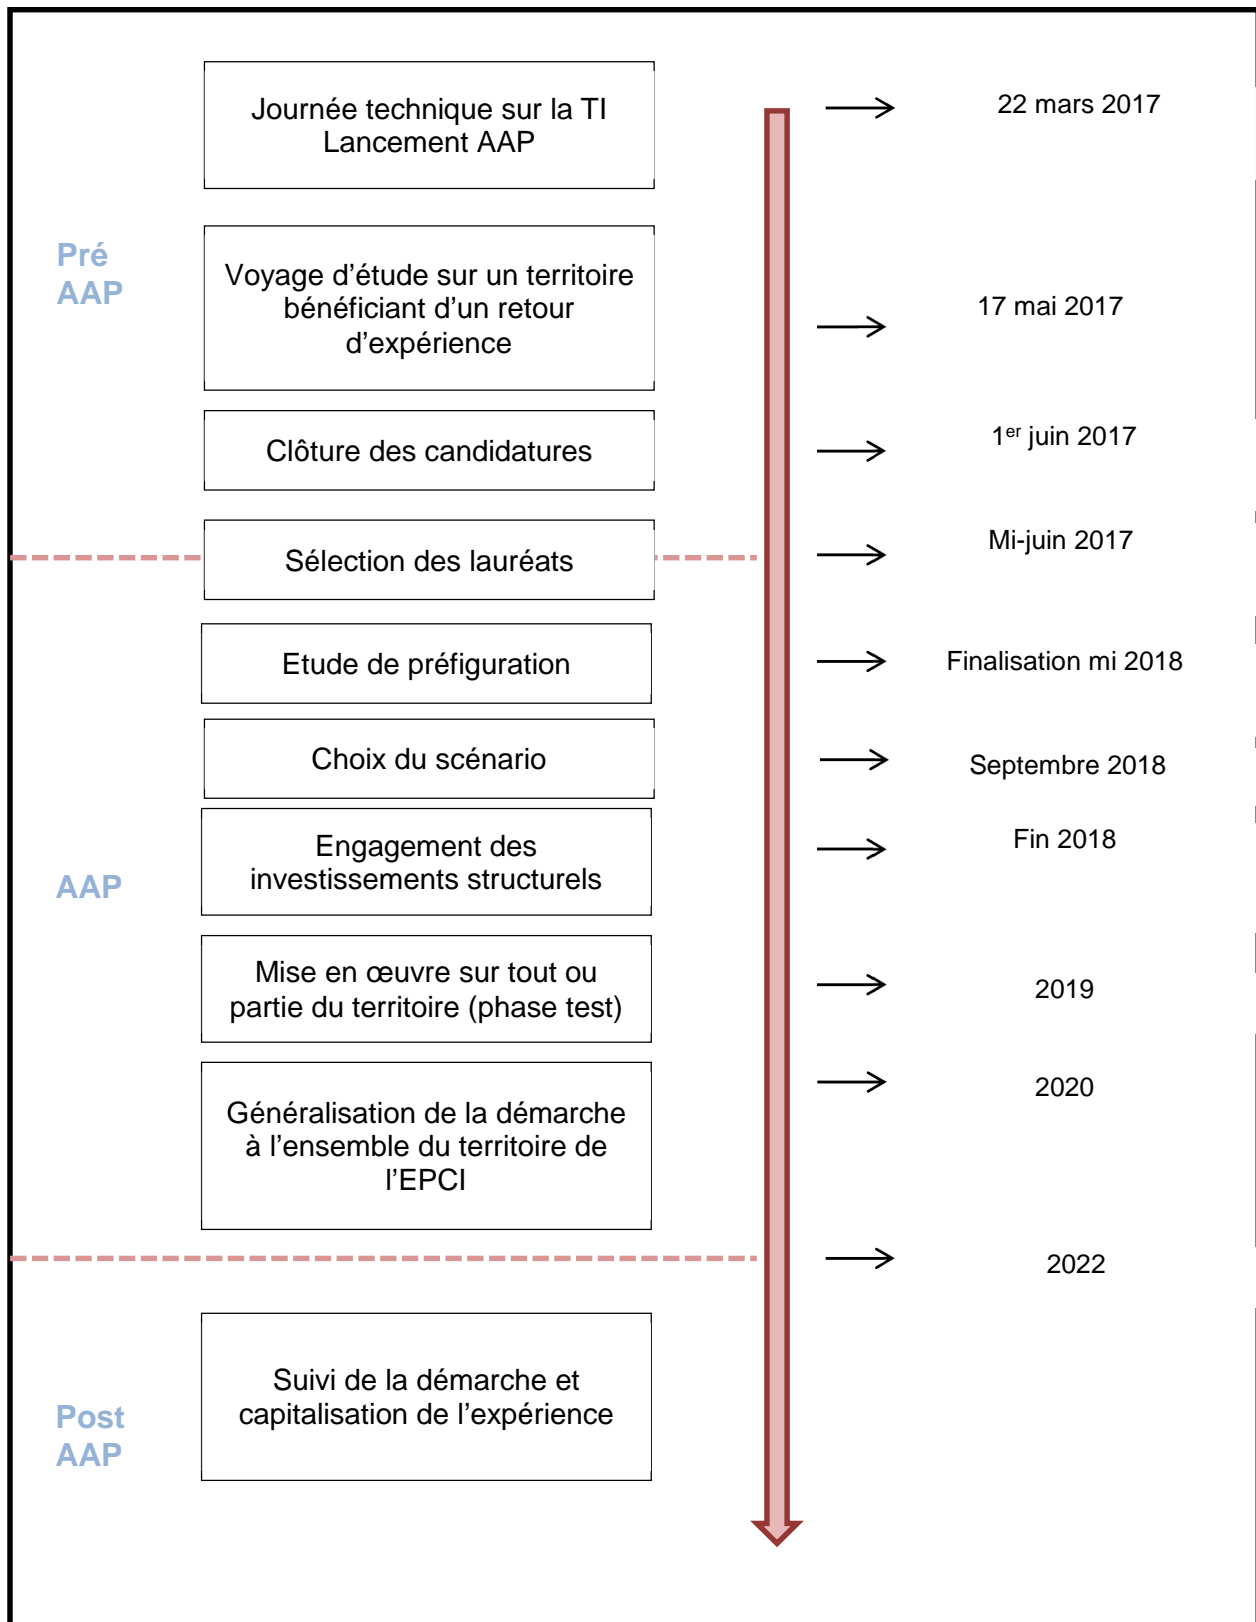 Journée technique sur la TI
Lancement AAP
22 mars 2017
Pré
AAP
Voyage d’étude sur un territoire
bénéficiant d’un retour
d’expérience
17 mai 2017
Clôture des candidatures
1er juin 2017
Sélection des lauréats
Mi-juin 2017
Etude de préfiguration
Finalisation mi 2018
Choix du scénario
Septembre 2018
AAP
Engagement des
investissements structurels
Fin 2018
Mise en œuvre sur tout ou
partie du territoire (phase test)
2019
Généralisation de la démarche
à l’ensemble du territoire de
l’EPCI
2020
2022
Post
AAP
Suivi de la démarche et
capitalisation de l’expérience